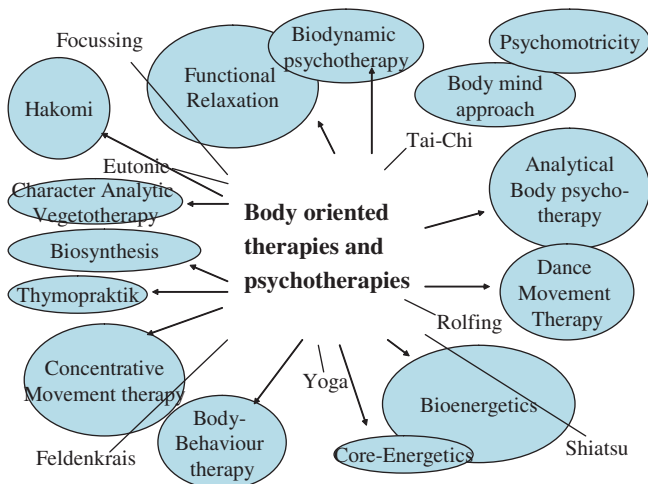 Focussing
Biodynamic
psychotherapy
Psychomotricity
Functional
Relaxation
Hakomi
Body mind
approach
Tai-Chi
Eutonie
Analytical
Body psycho-
therapy
Character Analytic
Vegetotherapy
Body oriented
therapies and
psychotherapies
Biosynthesis
Thymopraktik
Dance
Movement
Therapy
Rolfing
Concentrative
Movement therapy
Yoga
Bioenergetics
Body-
Behaviour
therapy
Feldenkrais
Core-Energetics
Shiatsu